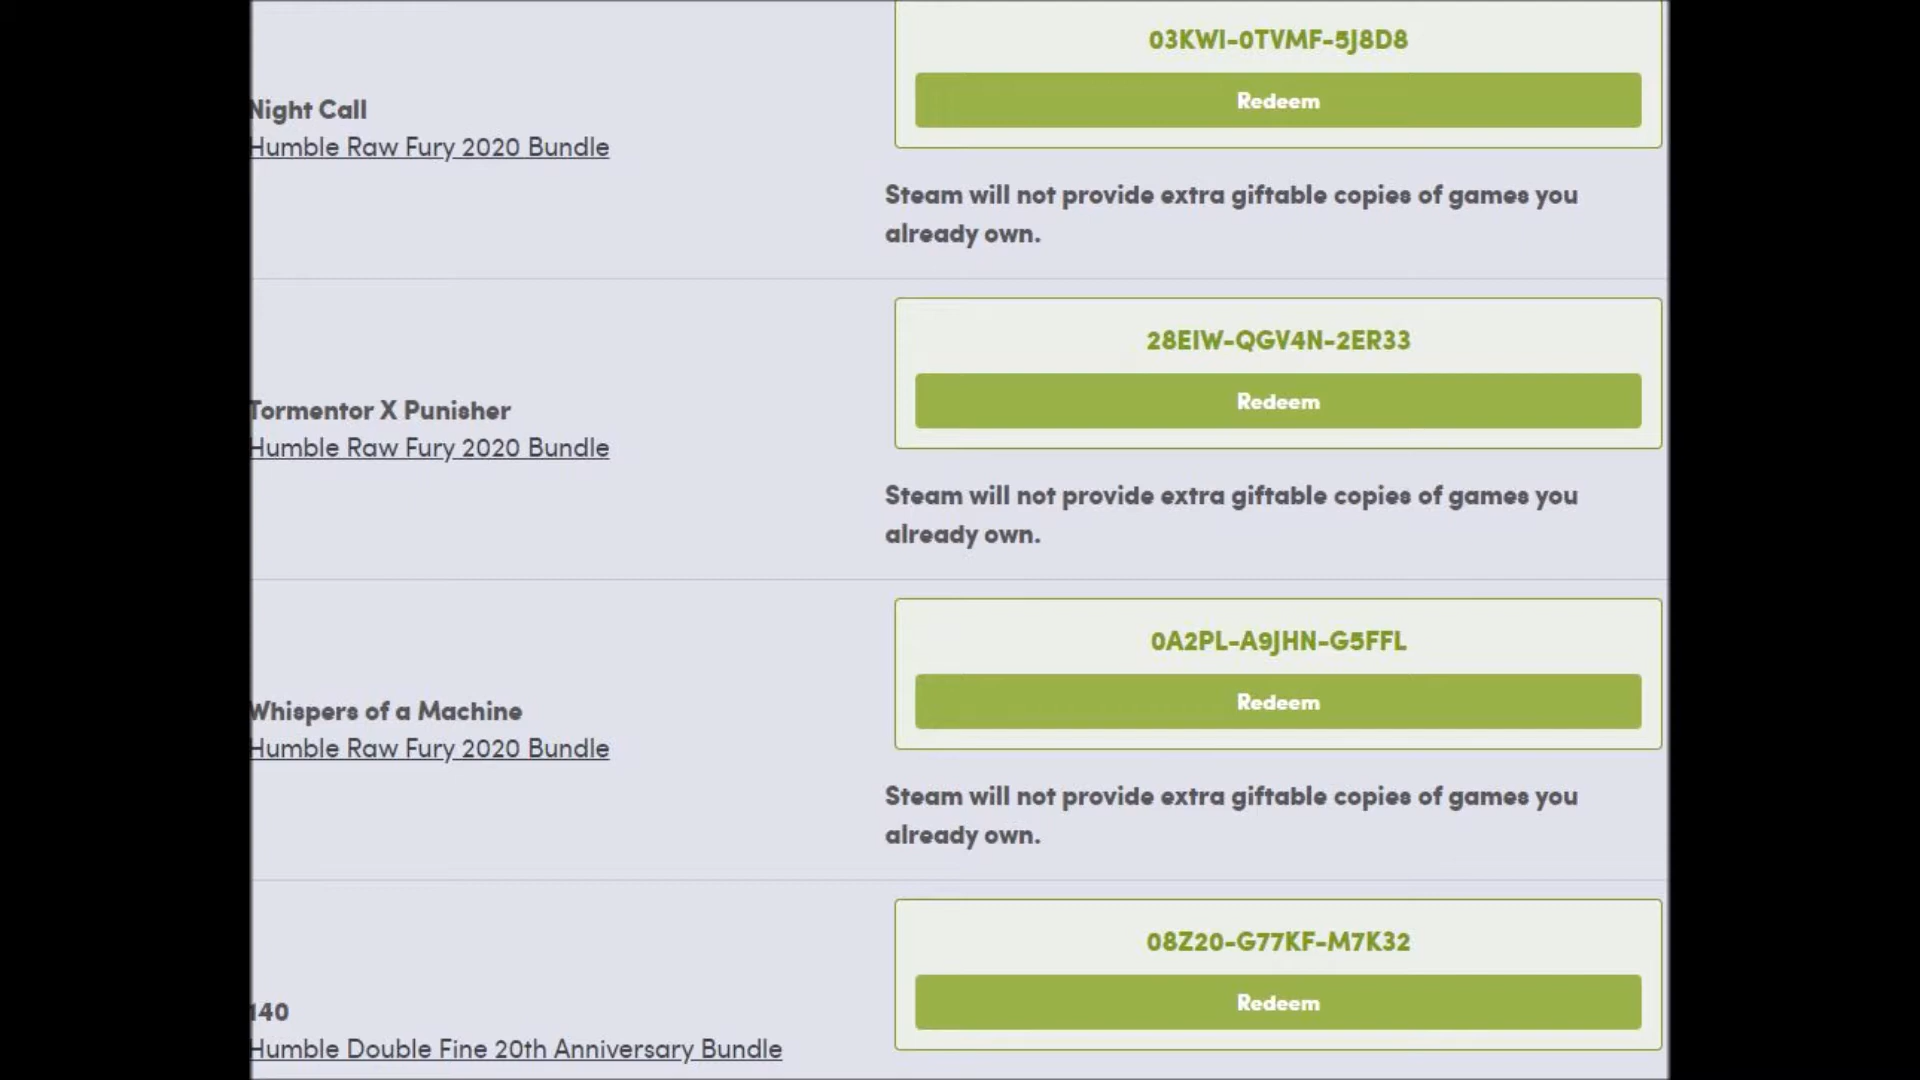 03KWI-0TVMF-5J8D8
Redeem
Night Call
Humble Raw Fury 2020 Bundle
Steam will not provide extra giftable copies of games you
already own.
28EIW-QGV4N-2ER33
Redeem
Tormentor X Punisher
Humble Raw Fury 2020 Bundle
Steam will not provide extra giftable copies of games you
already own.
0A2PL-A9JHN-G5FFL
Redeem
Whispers of a Machine
Humble Raw Fury 2020 Bundle
Steam will not provide extra giftable copies of games you
already own.
08Z20-G77KF-M7K32
Redeem
140
Humble Double Fine 20th Anniversary Bundle